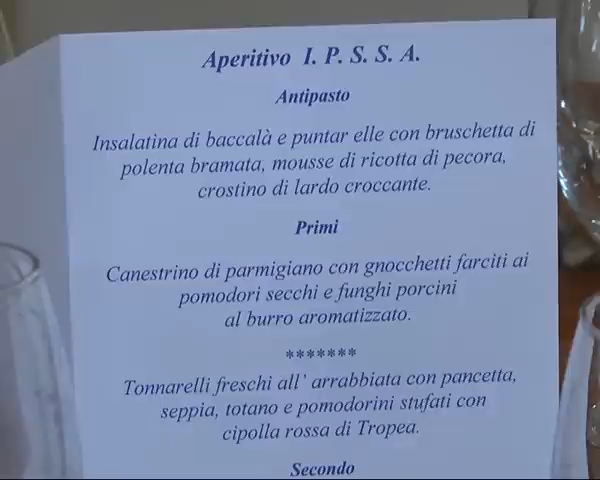 Aperitivo I. P. S. S. A.
Antipasto
Insalatina di baccalà e puntar elle con bruschetta di
polenta bramata, mousse di ricotta di pecora,
crostino di lardo croccante.
Primi
Canestrino di parmigiano con gnocchetti farciti ai
pomodori secchi e funghi porcini
al burro aromatizzato.
*******
Tonnarelli freschi all' arrabbiata con pancetta,
seppia, totano e pomodorini stufati con
cipolla rossa di Tropea.
Secondo